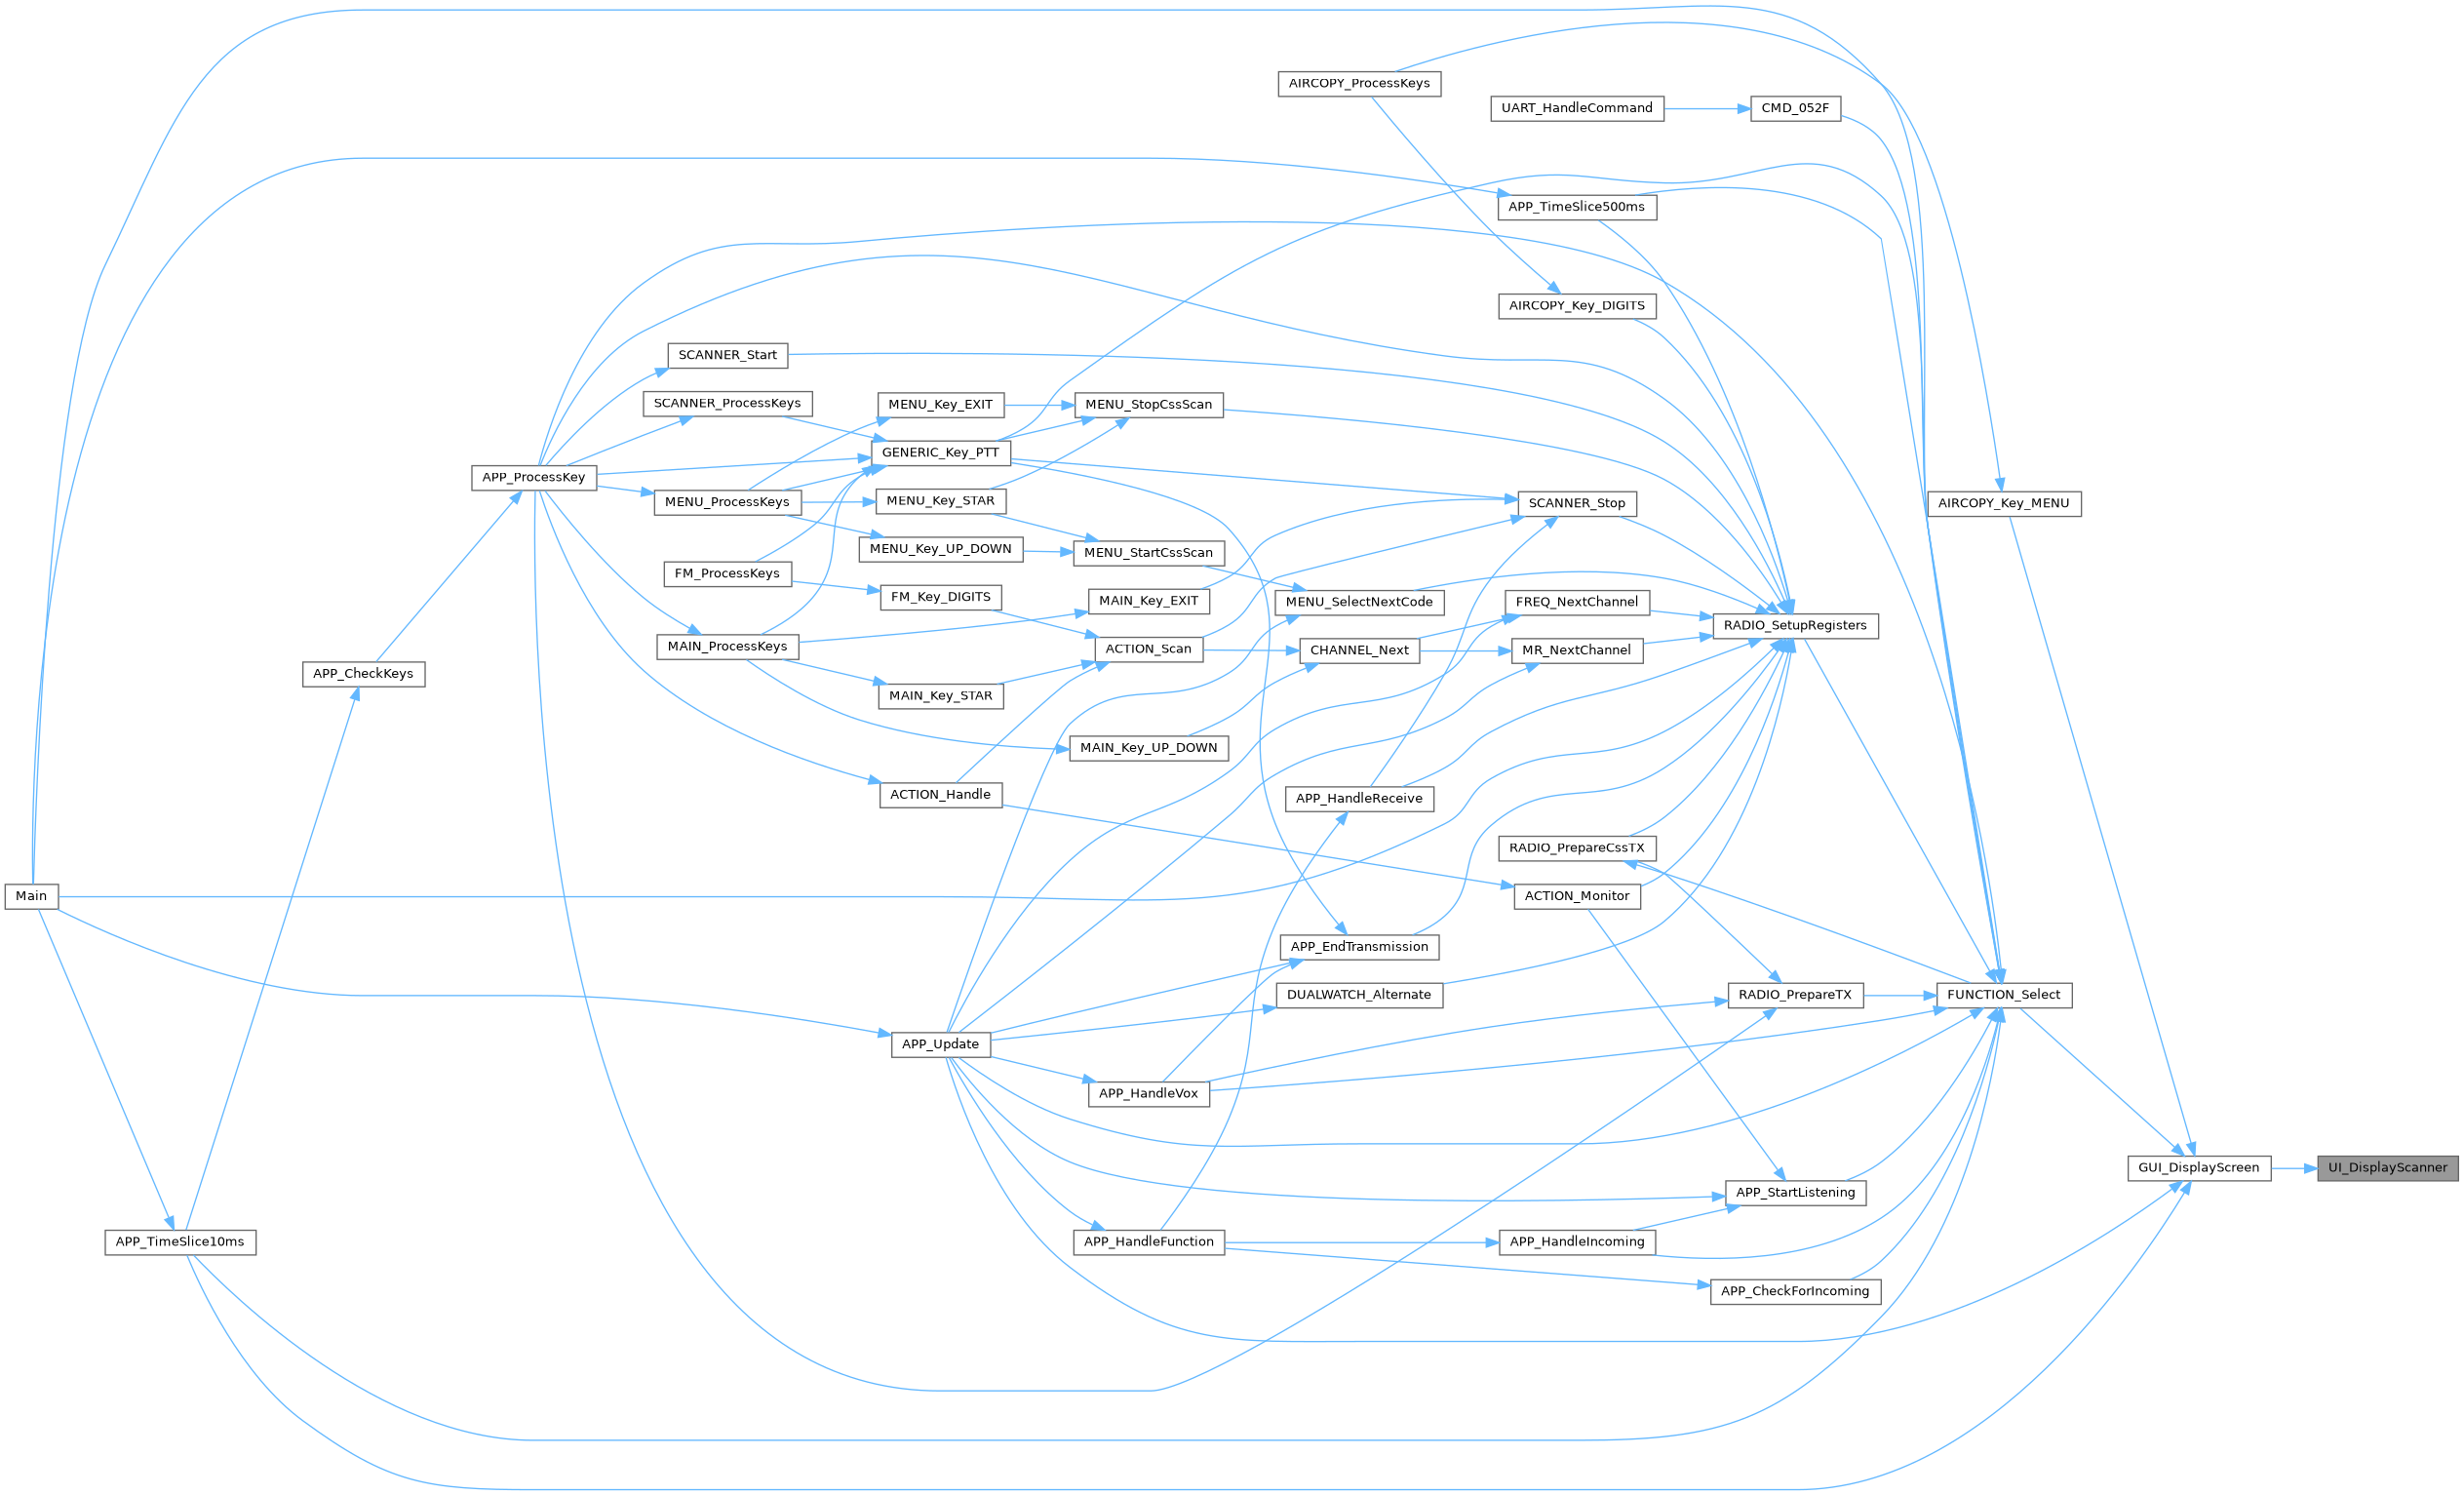 AIRCOPY_ProcessKeys
UART_HandleCommand
CMD_052F
APP_TimeSlice500ms
AIRCOPY_Key_DIGITS
SCANNER_Start
SCANNER_ProcessKeys
MENU_Key_EXIT
MENU_StopCssScan
GENERIC_Key_PTT
APP_ProcessKey
MENU_ProcessKeys
MENU_Key_STAR
SCANNER_Stop
AIRCOPY_Key_MENU
MENU_Key_UP_DOWN
MENU_StartCssScan
FM_ProcessKeys
FM_Key_DIGITS
MAIN_Key_EXIT
MENU_SelectNextCode
FREQ_NextChannel
RADIO_SetupRegisters
MAIN_ProcessKeys
ACTION_Scan
CHANNEL_Next
MR_NextChannel
APP_CheckKeys
MAIN_Key_STAR
MAIN_Key_UP_DOWN
ACTION_Handle
APP_HandleReceive
RADIO_PrepareCssTX
Main
ACTION_Monitor
APP_EndTransmission
DUALWATCH_Alternate
RADIO_PrepareTX
FUNCTION_Select
APP_Update
APP_HandleVox
GUI_DisplayScreen
UI_DisplayScanner
APP_StartListening
APP_TimeSlice10ms
APP_HandleFunction
APP_HandleIncoming
APP_CheckForIncoming